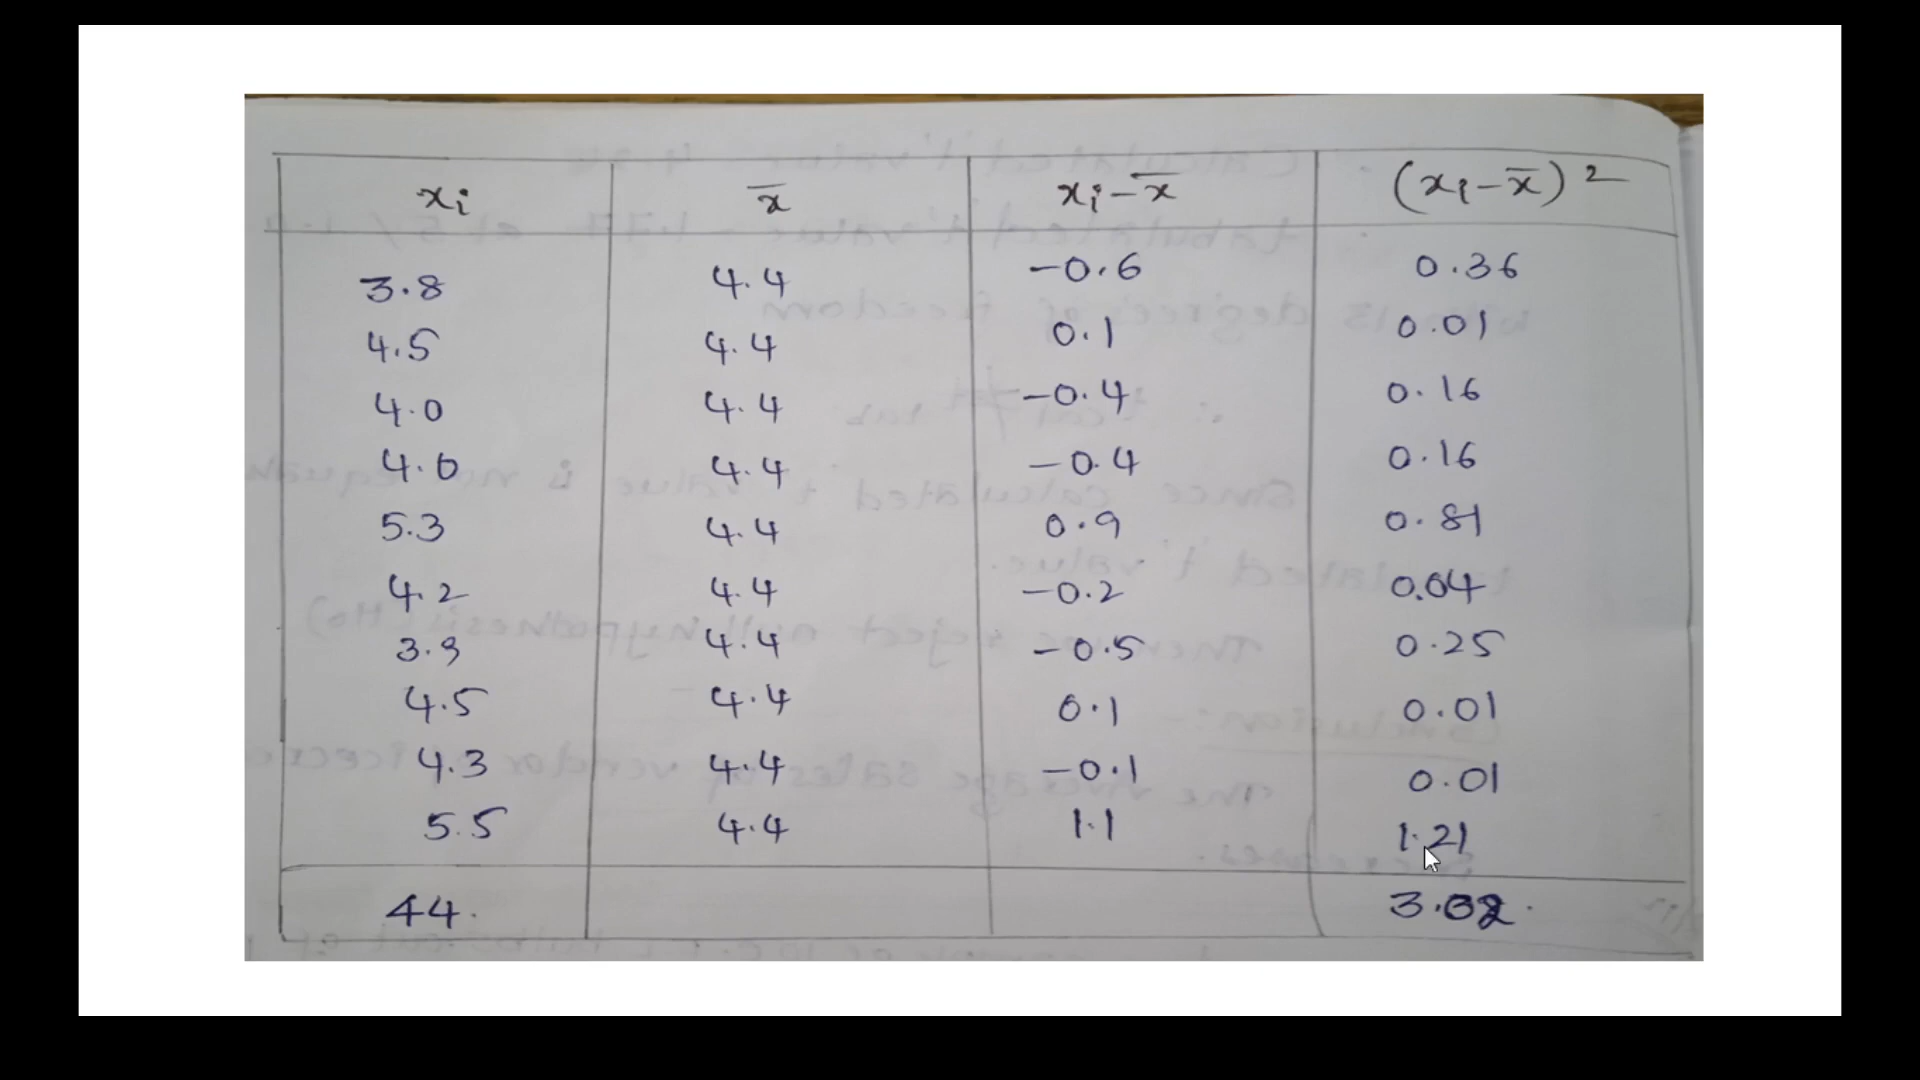 xi x̄ xi-x̄ (xi-x̄)2
3.8 4.4 -0.6 0.36
4.5 4.4 0.1 0.01
4.0 4.4 -0.4 0.16
4.0 4.4 -0.4 0.16
5.3 4.4 0.9 0.81
4.2 4.4 -0.2 0.04
3.9 4.4 -0.5 0.25
4.5 4.4 0.1 0.01
4.3 4.4 -0.1 0.01
5.5 4.4 1.1 1.21
44. 3.02.